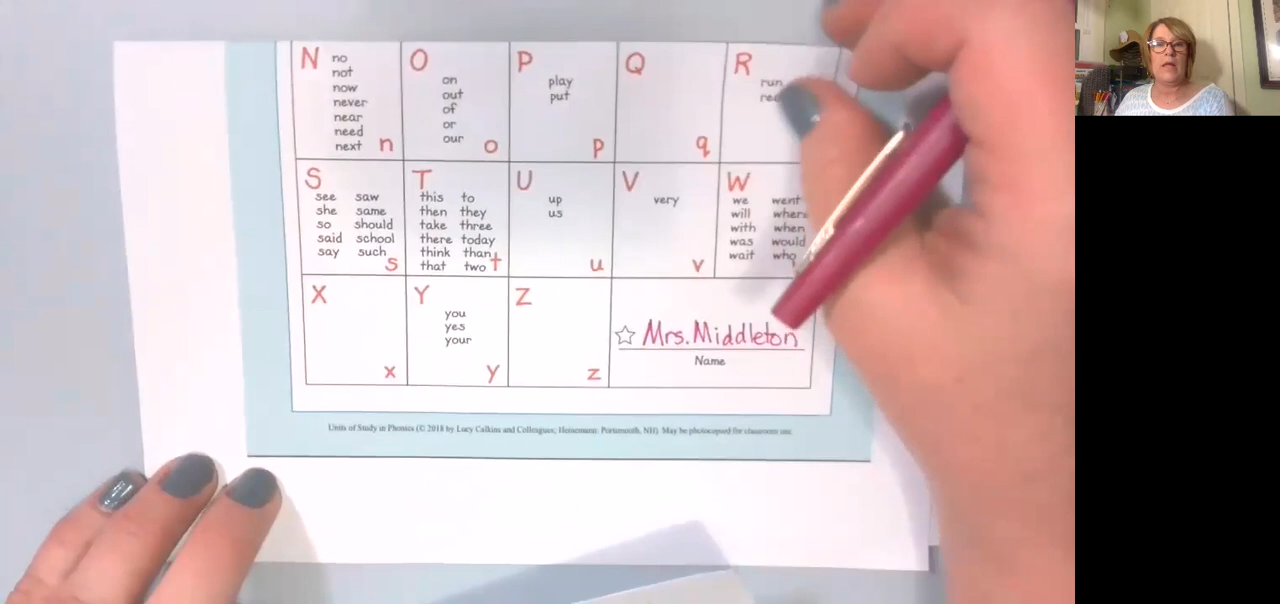 N no
not
now
never
near
need
next n
O
on
out
of
or
our o
P
play
put
p
Q
q
R
run
S
see saw
she same
so should
said school
say such
s
T
this to
then they
take three
there today
think than
that two t
U
up
us
u
V
very
v
W
we went
will
with when
was would
wait who
X
x
Y
you
yes
your
y
Z
z
☆ Mrs. Middleton
Name
Units of Study in Phonics (© 2018 by Lucy Calkins and Colleagues; Heinemann: Portsmouth, NH). May be photocopied for classroom use.